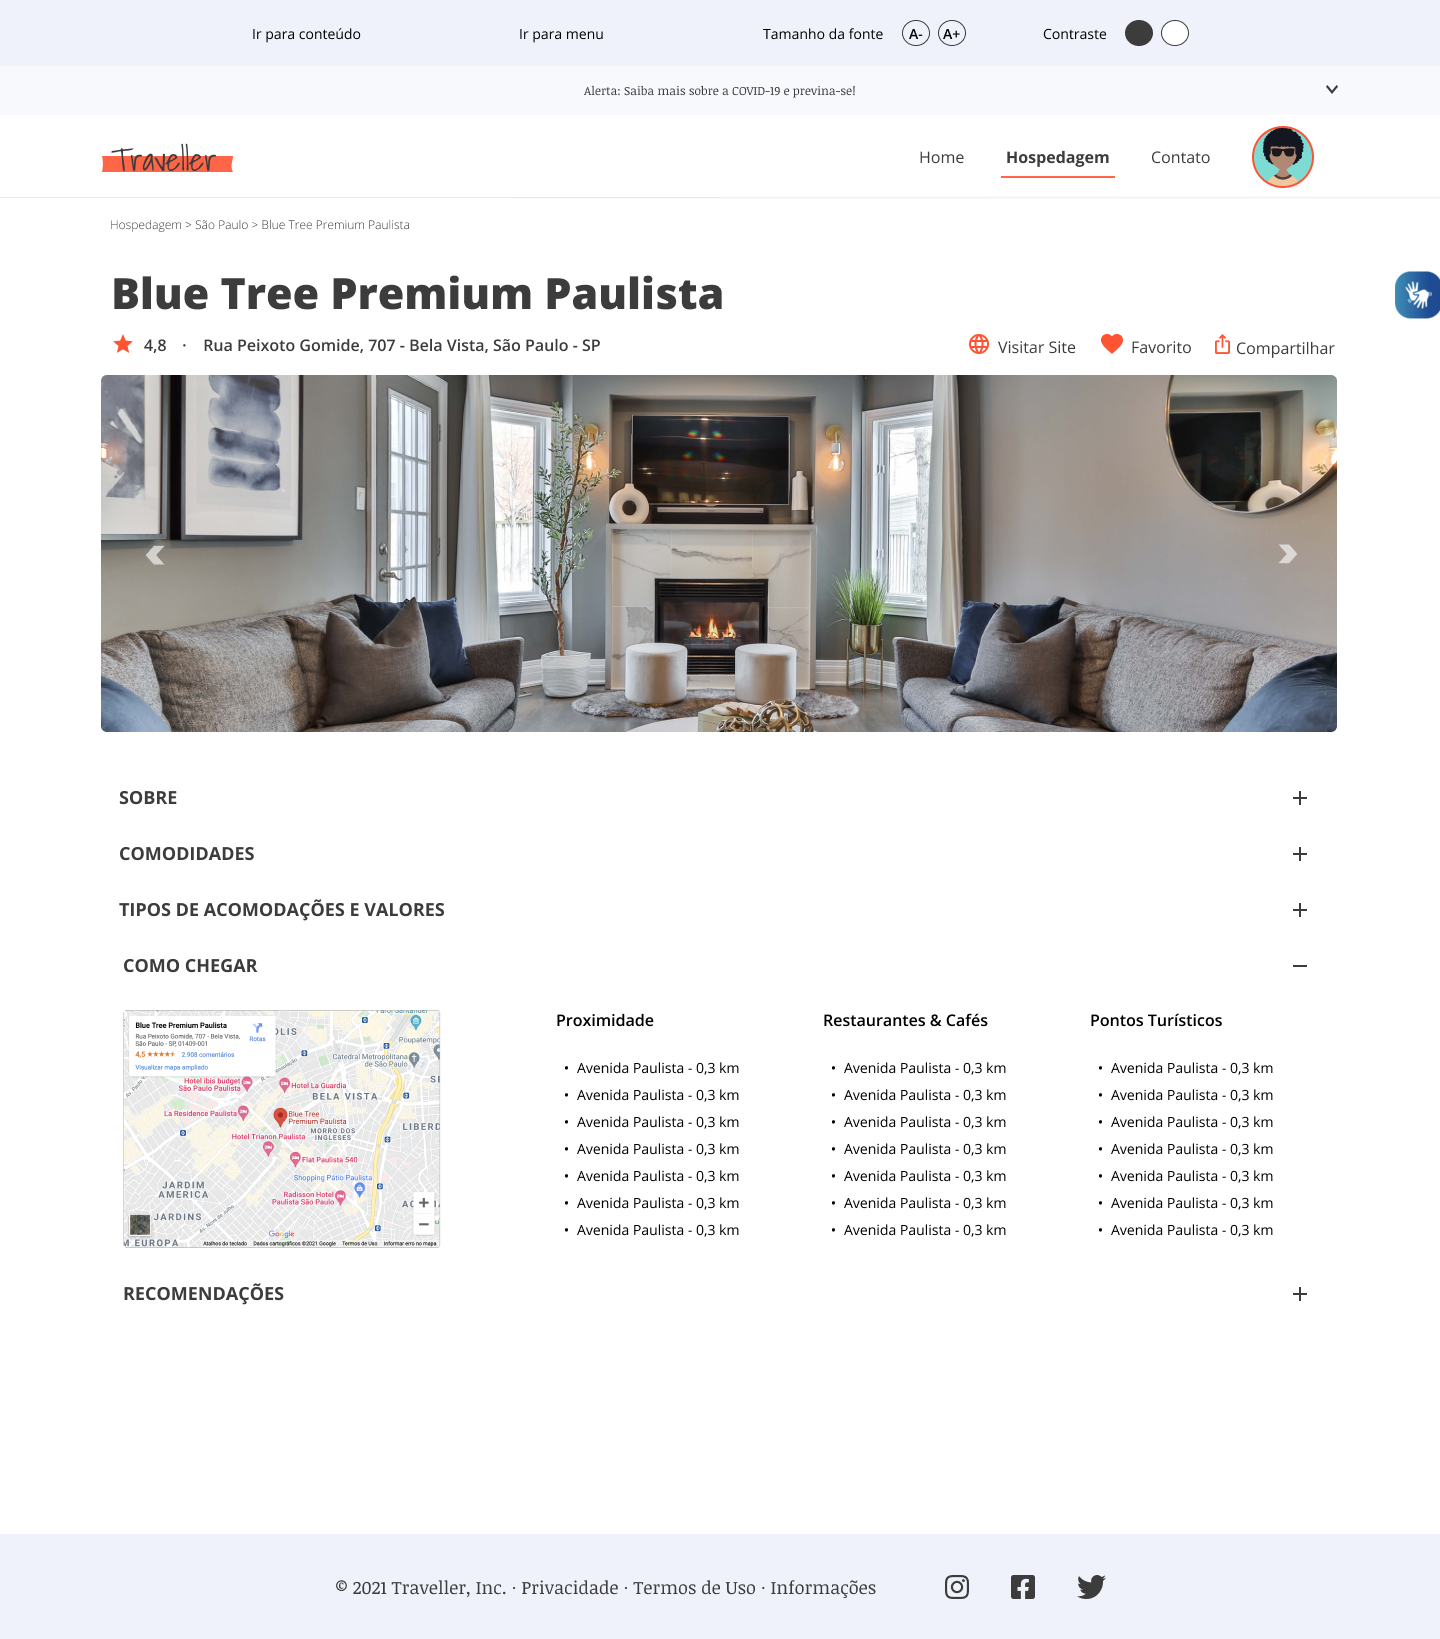 Ir para conteúdo
Ir para menu
Tamanho da fonte A- A+
Contraste
Alerta: Saiba mais sobre a COVID-19 e previna-se!
Traveller
Home
Hospedagem
Contato
Hospedagem > São Paulo > Blue Tree Premium Paulista
Blue Tree Premium Paulista
4,8 · Rua Peixoto Gomide, 707 - Bela Vista, São Paulo - SP
Visitar Site
Favorito
Compartilhar
SOBRE
COMODIDADES
TIPOS DE ACOMODAÇÕES E VALORES
COMO CHEGAR
Blue Tree Premium Paulista
Rua Peixoto Gomide, 707 - Bela Vista,
São Paulo - SP, 01409-001
Rotas
4,5 ★★★★ 2.908 comentários
Visualizar mapa ampliado
OLIS
Poupatempo
Catedral Metropolitana
de São Paulo
Hotel ibis budget
São Paulo Paulista
Hotel La Guardia
BELA VISTA
La Residence Paulista
Blue Tree
Premium Paulista
LIBERD
MORRO DOS
INGLESES
Hotel Trianon Paulista
Flat Paulista 540
Shopping Pátio Paulista
JARDIM
AMERICA
Radisson Hotel
Paulista São Paulo
Av. Nove de Julho
JARDINS
M EUROPA
Google
Atalhos do teclado Dados cartográficos ©2021 Google Termos de Uso Informar erro no mapa
Proximidade
• Avenida Paulista - 0,3 km
• Avenida Paulista - 0,3 km
• Avenida Paulista - 0,3 km
• Avenida Paulista - 0,3 km
• Avenida Paulista - 0,3 km
• Avenida Paulista - 0,3 km
• Avenida Paulista - 0,3 km
Restaurantes & Cafés
• Avenida Paulista - 0,3 km
• Avenida Paulista - 0,3 km
• Avenida Paulista - 0,3 km
• Avenida Paulista - 0,3 km
• Avenida Paulista - 0,3 km
• Avenida Paulista - 0,3 km
• Avenida Paulista - 0,3 km
Pontos Turísticos
• Avenida Paulista - 0,3 km
• Avenida Paulista - 0,3 km
• Avenida Paulista - 0,3 km
• Avenida Paulista - 0,3 km
• Avenida Paulista - 0,3 km
• Avenida Paulista - 0,3 km
• Avenida Paulista - 0,3 km
RECOMENDAÇÕES
© 2021 Traveller, Inc. · Privacidade · Termos de Uso · Informações